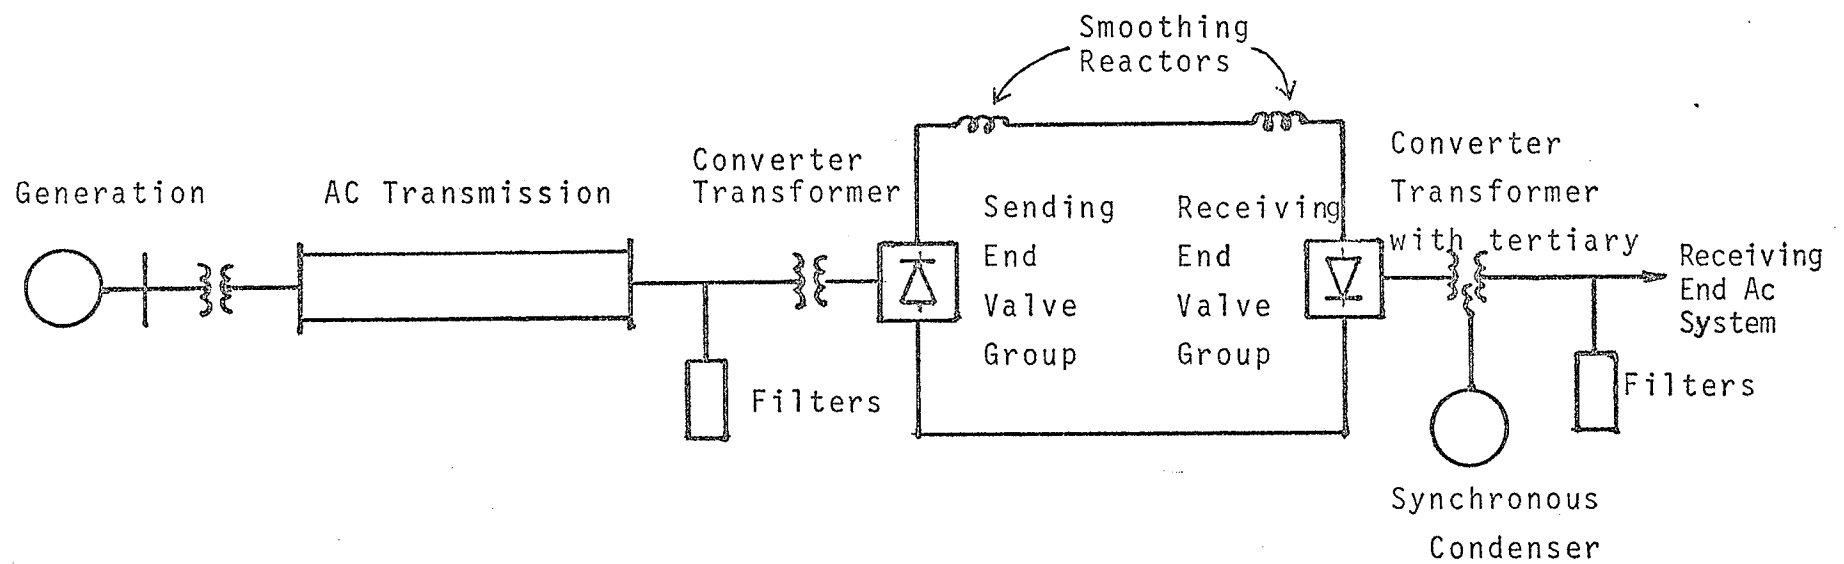 Smoothing
Reactors
Generation
AC Transmission
Converter
Transformer
Sending
End
Valve
Group
Receiving
End
Valve
Group
Converter
Transformer
with tertiary
Receiving
End Ac
System
Filters
Filters
Synchronous
Condenser